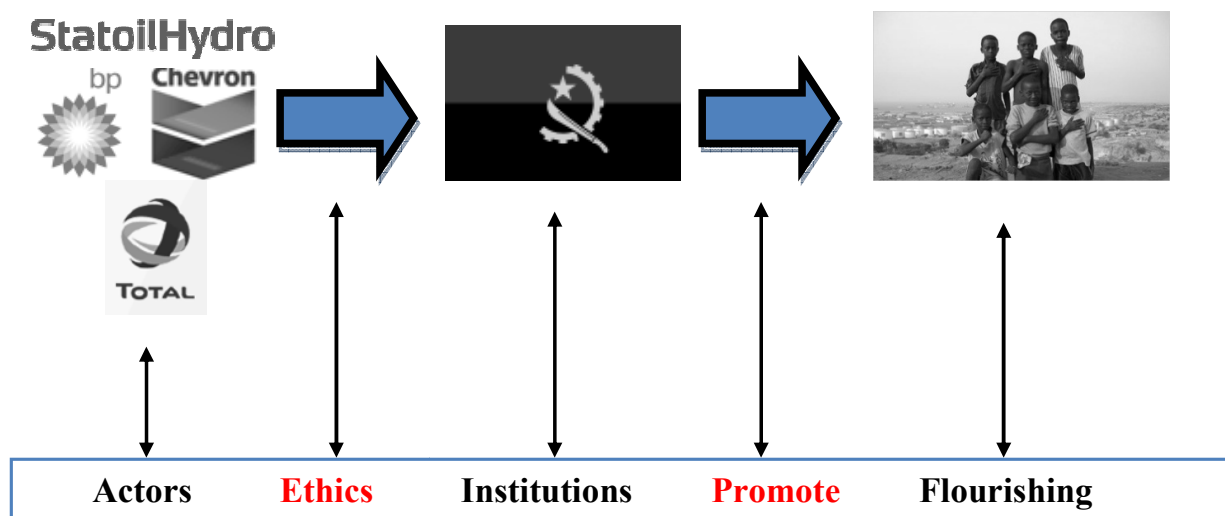 StatoilHydro
bp
Chevron
TOTAL
Actors Ethics Institutions Promote Flourishing